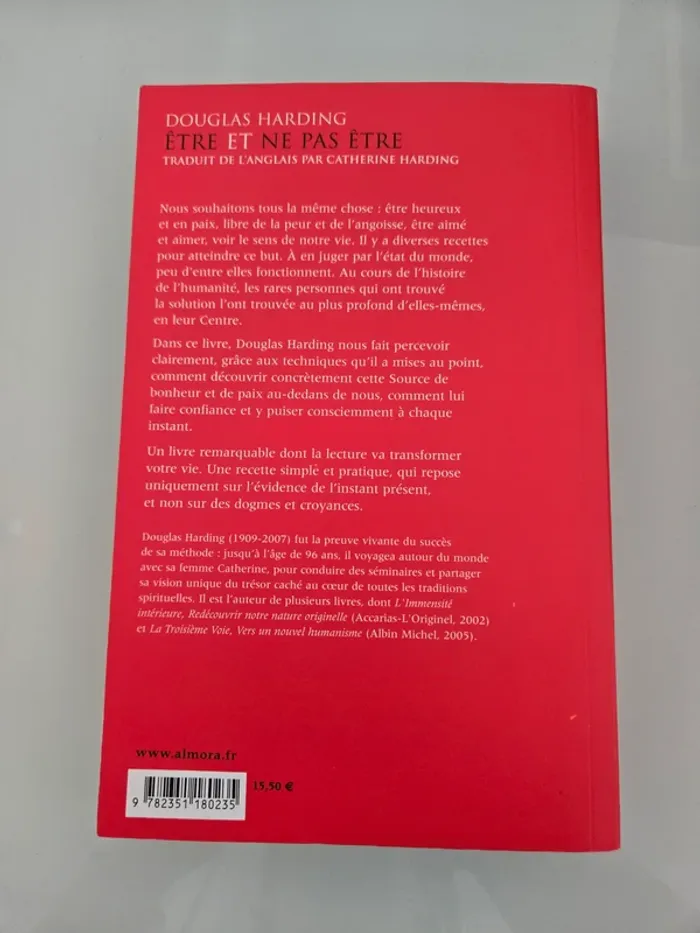 DOUGLAS HARDING
ÊTRE ET NE PAS ÊTRE
TRADUIT DE L'ANGLAIS PAR CATHERINE HARDING
Nous souhaitons tous la même chose : être heureux
et en paix, libre de la peur et de l'angoisse, être aimé
et aimer, voir le sens de notre vie. Il y a diverses recettes
pour atteindre ce but. À en juger par l'état du monde,
peu d'entre elles fonctionnent. Au cours de l'histoire
de l'humanité, les rares personnes qui ont trouvé
la solution l'ont trouvée au plus profond d'elles-mêmes,
en leur Centre.
Dans ce livre, Douglas Harding nous fait percevoir
clairement, grâce aux techniques qu'il a mises au point,
comment découvrir concrètement cette Source de
bonheur et de paix au-dedans de nous, comment lui
faire confiance et y puiser consciemment à chaque
instant.
Un livre remarquable dont la lecture va transformer
votre vie. Une recette simple et pratique, qui repose
uniquement sur l'évidence de l'instant présent,
et non sur des dogmes et croyances.
Douglas Harding (1909-2007) fut la preuve vivante du succès
de sa méthode : jusqu'à l'âge de 96 ans, il voyagea autour du monde
avec sa femme Catherine, pour conduire des séminaires et partager
sa vision unique du trésor caché au cœur de toutes les traditions
spirituelles. Il est l'auteur de plusieurs livres, dont L'Immensité
intérieure, Redécouvrir notre nature originelle (Accarias-L'Originel, 2002)
et La Troisième Voie, Vers un nouvel humanisme (Albin Michel, 2005).
www.almora.fr
15,50 €
9 782351 180235